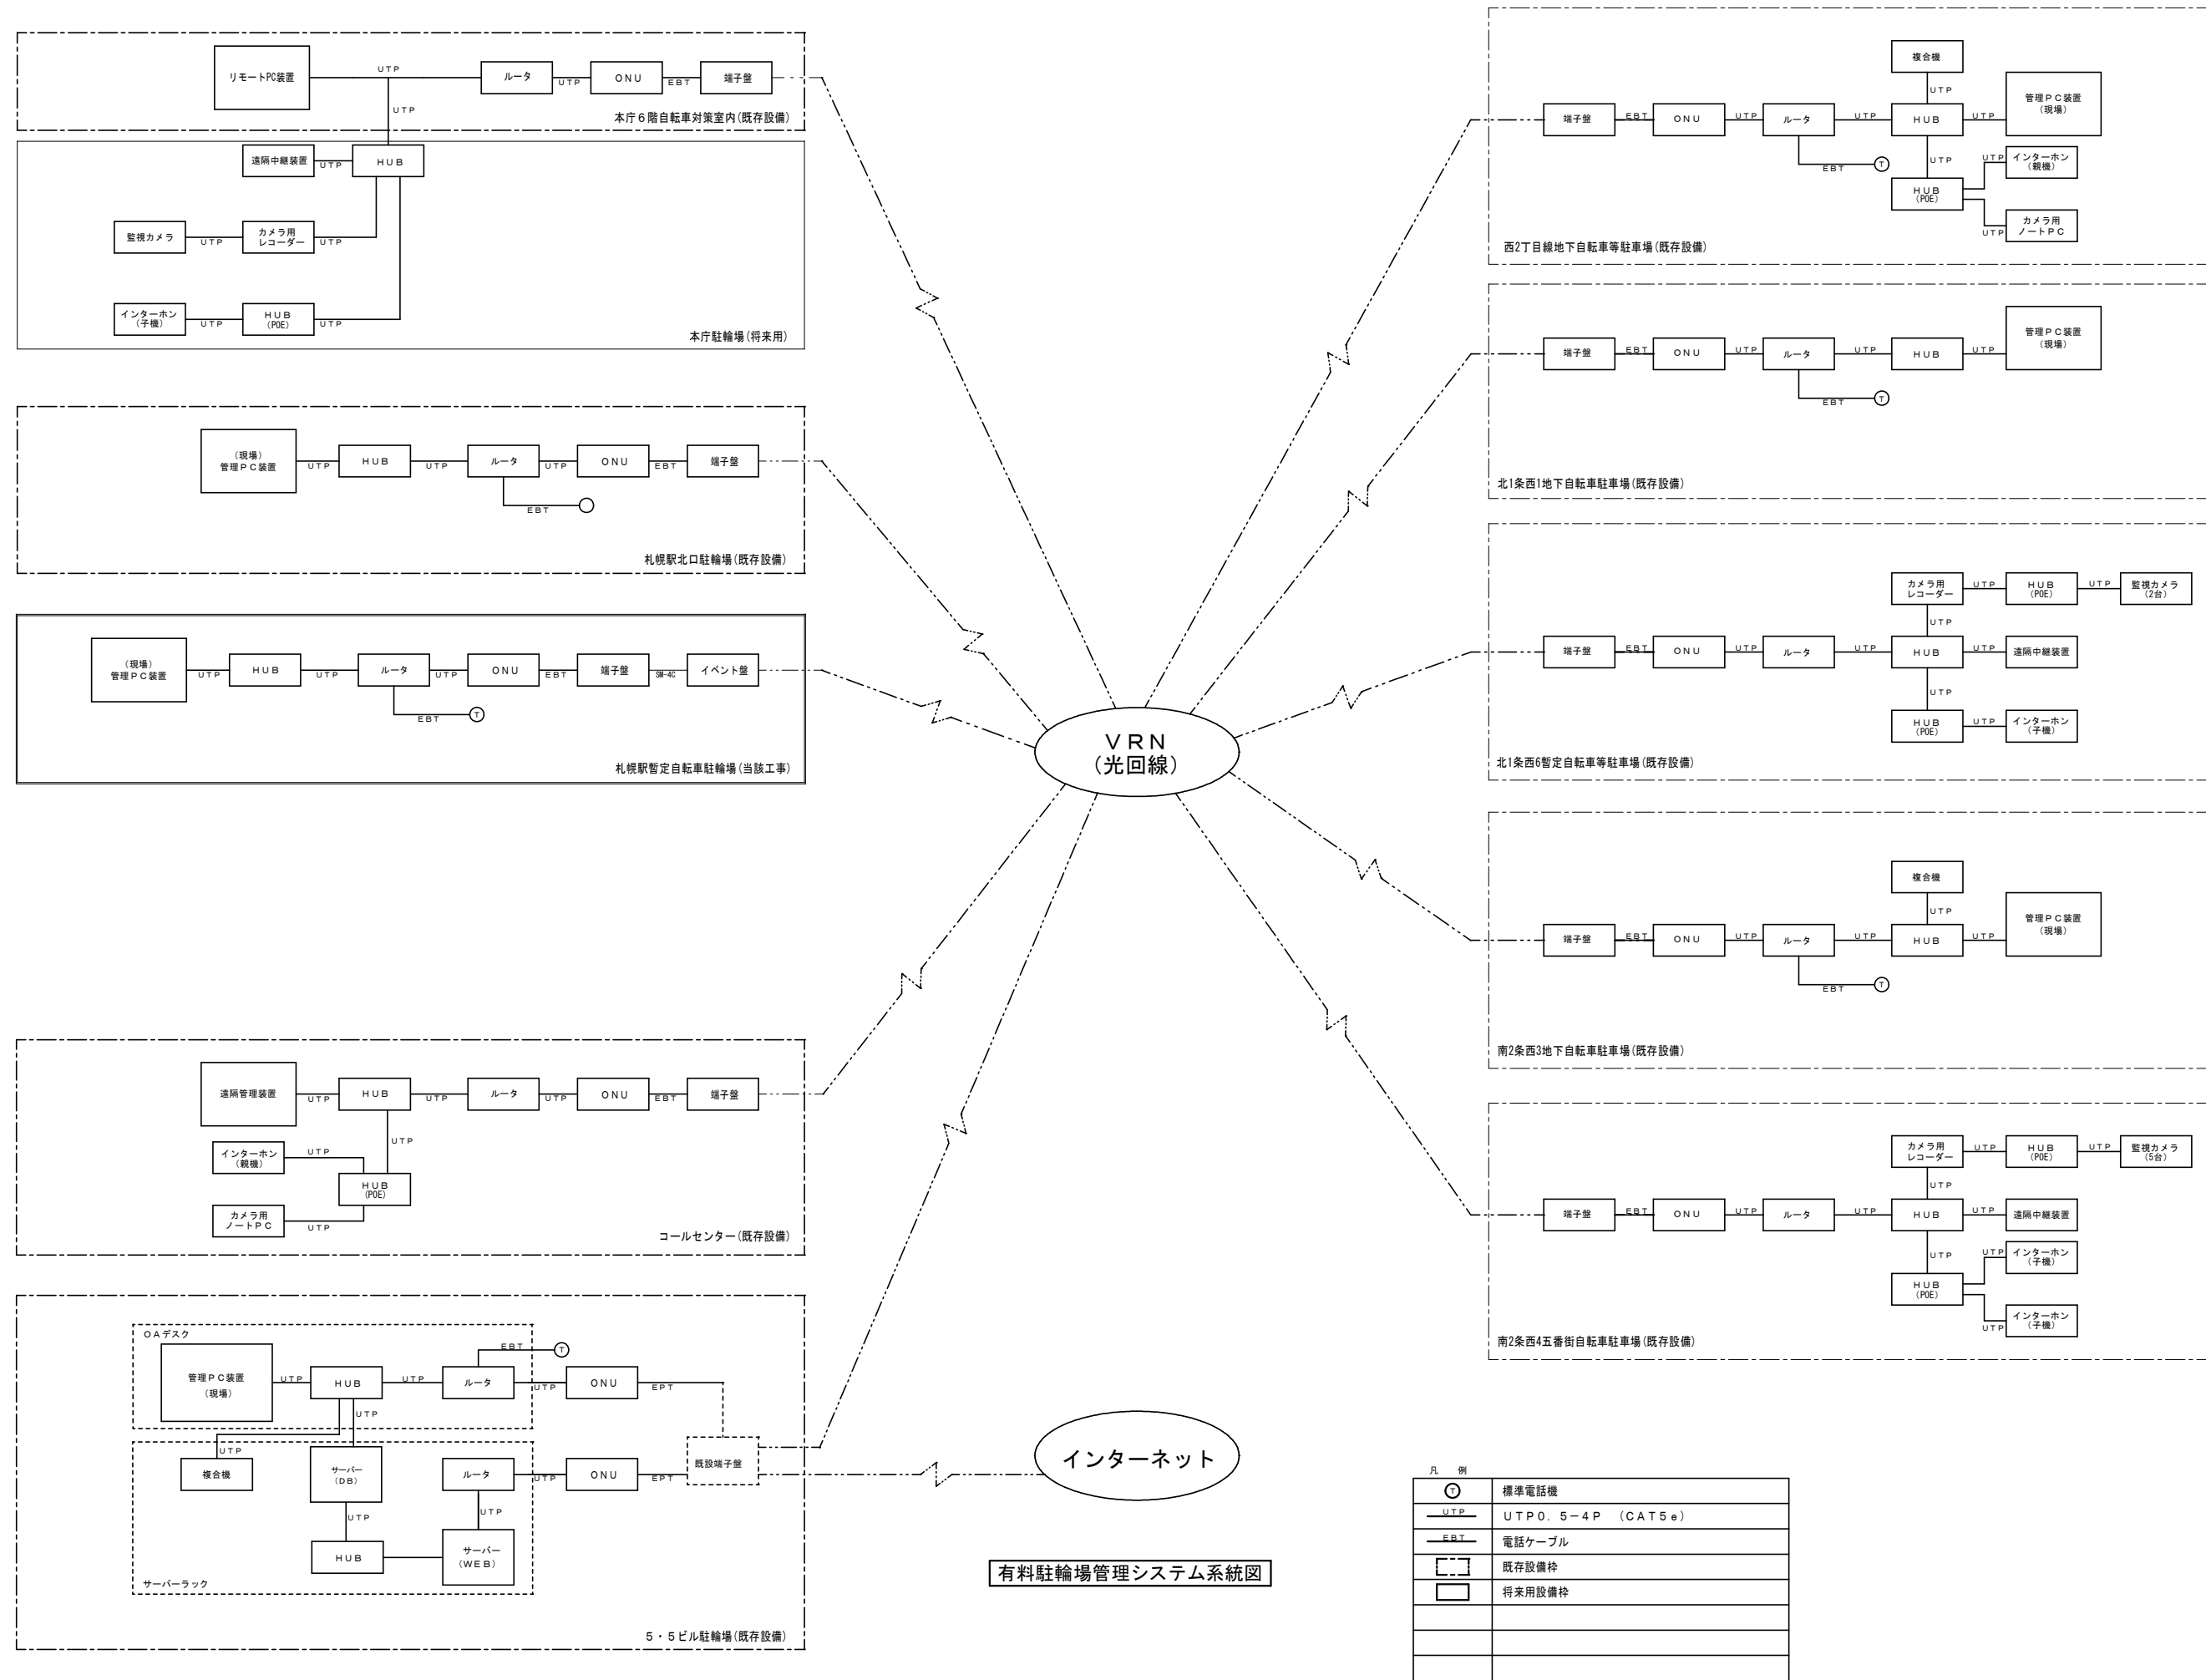 リモートPC装置
UTP
ルータ
UTP
ONU
EBT
端子盤
UTP
本庁6階自転車対策室内(既存設備)
遠隔中継装置
UTP
HUB
監視カメラ
UTP
カメラ用
レコーダー
UTP
インターホン
(子機)
UTP
HUB
(POE)
UTP
本庁駐輪場(将来用)
(現場)
管理PC装置
UTP
HUB
UTP
ルータ
UTP
ONU
EBT
端子盤
EBT
札幌駅北口駐輪場(既存設備)
(現場)
管理PC装置
UTP
HUB
UTP
ルータ
UTP
ONU
EBT
端子盤
SM-4C
イベント盤
EBT
T
札幌駅暫定自転車駐輪場(当該工事)
遠隔管理装置
UTP
HUB
UTP
ルータ
UTP
ONU
EBT
端子盤
UTP
インターホン
(親機)
UTP
HUB
(POE)
カメラ用
ノートPC
UTP
コールセンター(既存設備)
OAデスク
管理PC装置
(現場)
UTP
HUB
UTP
ルータ
EBT
T
UTP
ONU
EPT
UTP
UTP
複合機
サーバー
(DB)
ルータ
UTP
ONU
EPT
既設端子盤
UTP
UTP
HUB
サーバー
(WEB)
サーバーラック
5・5ビル駐輪場(既存設備)
VRN
(光回線)
インターネット
有料駐輪場管理システム系統図
複合機
UTP
端子盤
EBT
ONU
UTP
ルータ
UTP
HUB
UTP
管理PC装置
(現場)
EBT
T
UTP
HUB
(POE)
UTP
インターホン
(親機)
UTP
カメラ用
ノートPC
西2丁目線地下自転車等駐車場(既存設備)
端子盤
EBT
ONU
UTP
ルータ
UTP
HUB
UTP
管理PC装置
(現場)
EBT
T
北1条西1地下自転車駐車場(既存設備)
カメラ用
レコーダー
UTP
HUB
(POE)
UTP
監視カメラ
(2台)
UTP
端子盤
EBT
ONU
UTP
ルータ
UTP
HUB
UTP
遠隔中継装置
UTP
HUB
(POE)
UTP
インターホン
(子機)
北1条西6暫定自転車等駐車場(既存設備)
複合機
UTP
端子盤
EBT
ONU
UTP
ルータ
UTP
HUB
UTP
管理PC装置
(現場)
EBT
T
南2条西3地下自転車駐車場(既存設備)
カメラ用
レコーダー
UTP
HUB
(POE)
UTP
監視カメラ
(5台)
UTP
端子盤
EBT
ONU
UTP
ルータ
UTP
HUB
UTP
遠隔中継装置
UTP
HUB
(POE)
UTP
インターホン
(子機)
UTP
インターホン
(子機)
南2条西4五番街自転車駐車場(既存設備)
凡 例
T 標準電話機
UTP UTP0.5-4P (CAT5e)
EBT 電話ケーブル
既存設備枠
将来用設備枠